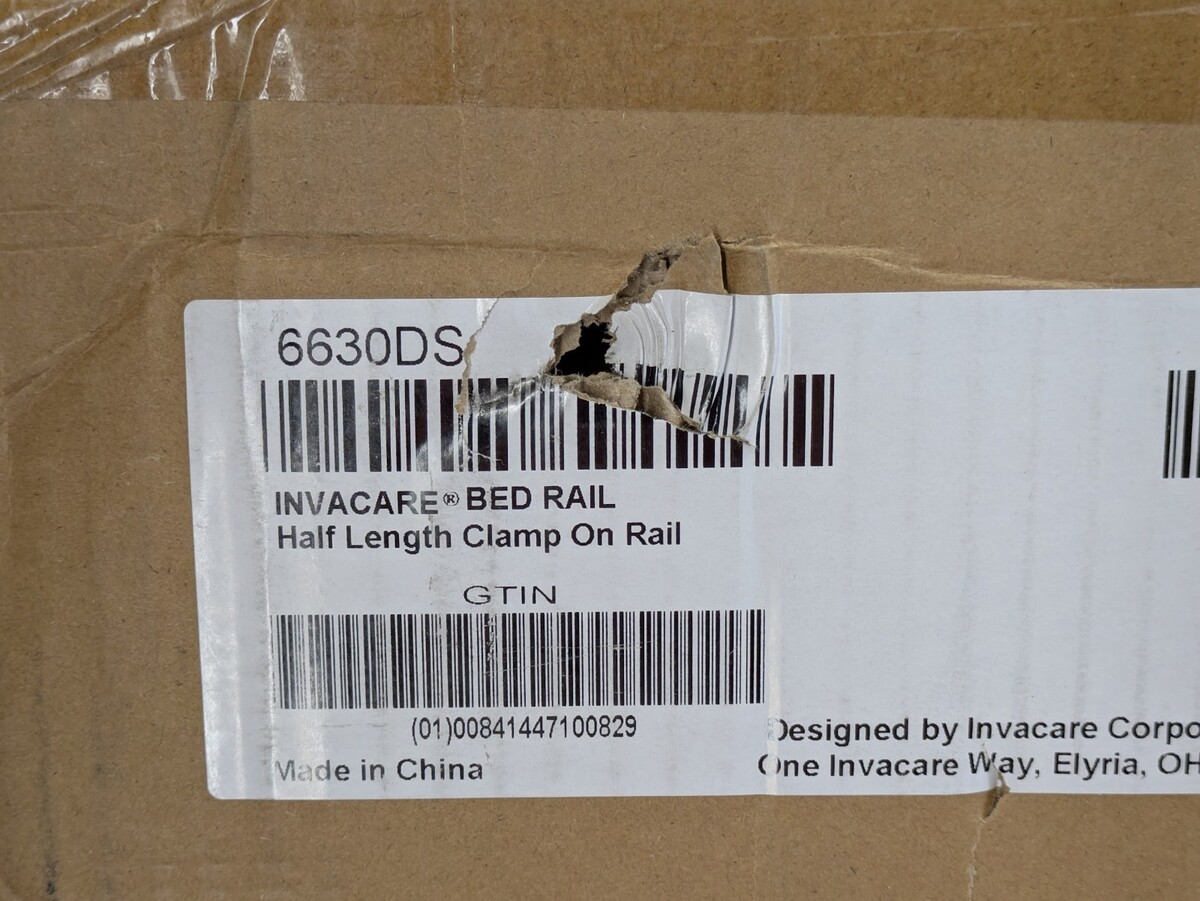 6630DS
INVACARE® BED RAIL
Half Length Clamp On Rail
GTIN
(01)00841447100829
Made in China
Designed by Invacare Corpo
One Invacare Way, Elyria, OH